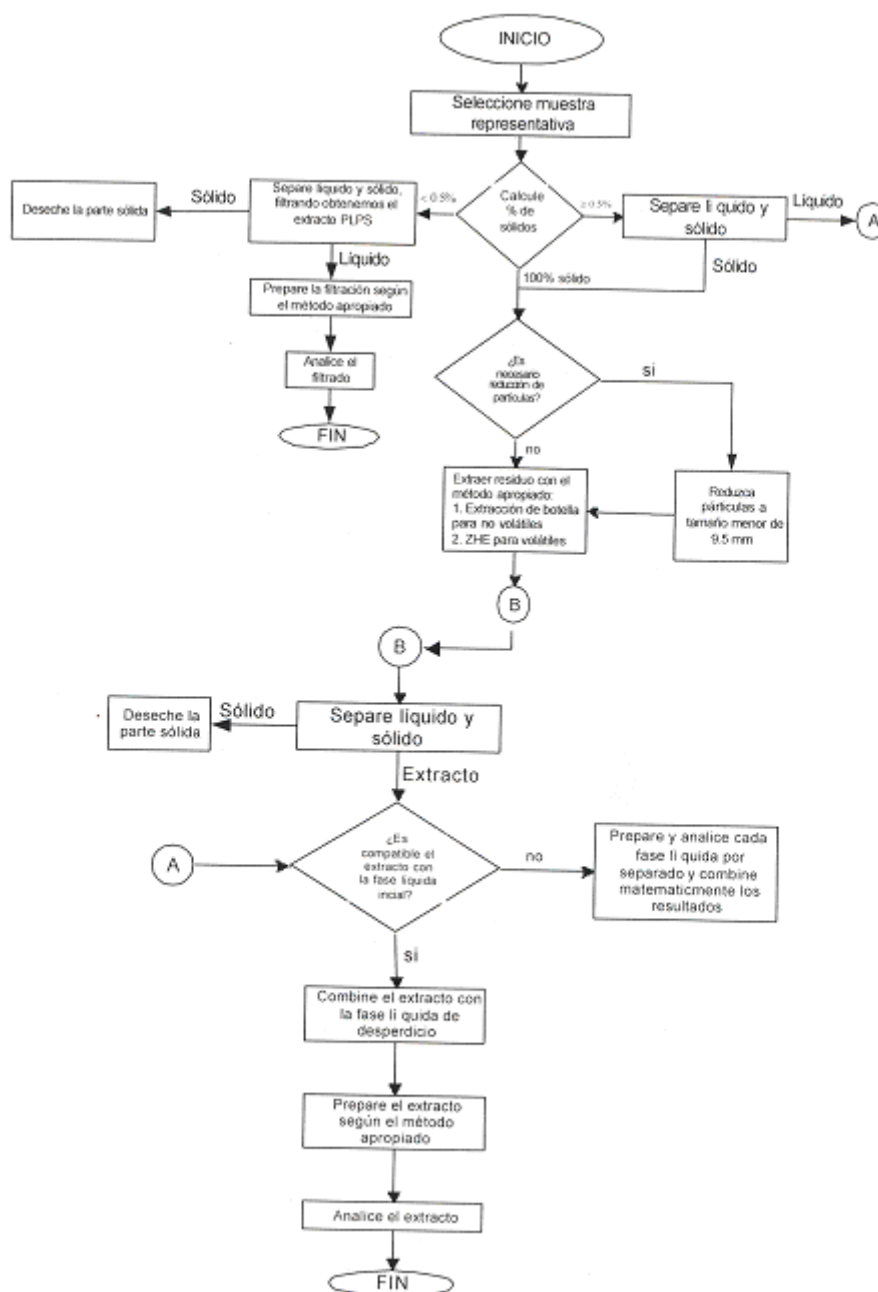 INICIO
Seleccione muestra
representativa
Calcule
% de
sólidos
< 0.5%
≥ 0.5%
100% sólido
Separe líquido y sólido,
filtrando obtenemos el
extracto PLPS
Sólido
Deseche la parte sólida
Líquido
Prepare la filtración según
el método apropiado
Analice el
filtrado
FIN
Separe lí quido y
sólido
Líquido
A
Sólido
¿Es
necesario
reducción de
partículas?
si
no
Reduzca
párticulas a
tamaño menor de
9.5 mm
Extraer residuo con el
método apropiado:
1. Extracción de botella
para no volátiles
2. ZHE para volátiles
B
B
Separe líquido y
sólido
Sólido
Deseche la
parte sólida
Extracto
A
¿Es
compatible el
extracto con
la fase líquida
incial?
no
Prepare y analice cada
fase lí quida por
separado y combine
matematicmente los
resultados
si
Combine el extracto con
la fase lí quida de
desperdicio
Prepare el extracto
según el método
apropiado
Analice el extracto
FIN